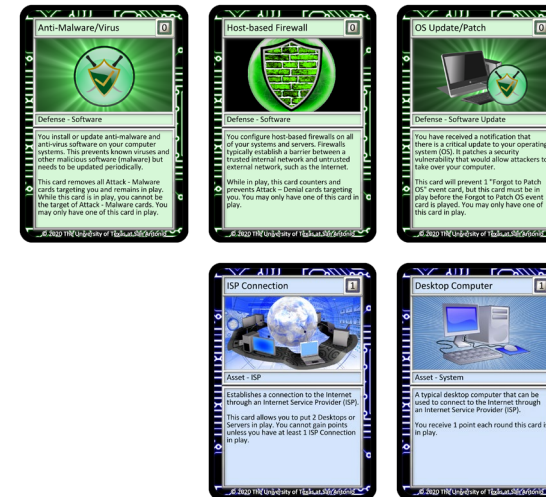 Anti-Malware/Virus
0
Defense - Software
You install or update anti-malware and
anti-virus software on your computer
systems. This prevents known viruses and
other malicious software (malware) but
needs to be updated periodically.
This card removes all Attack - Malware
cards targeting you and remains in play.
While this card is in play, you cannot be
the target of Attack - Malware cards. You
may only have one of this card in play.
© 2020 The University of Texas at San Antonio
Host-based Firewall
0
Defense - Software
You configure host-based firewalls on all
of your systems and servers. Firewalls
typically establish a barrier between a
trusted internal network and untrusted
external network, such as the Internet.
While in play, this card counters and
prevents Attack – Denial cards targeting
you. You may only have one of this card in
play.
© 2020 The University of Texas at San Antonio
OS Update/Patch
0
Defense - Software Update
You have received a notification that
there is a critical update to your operating
system (OS). It patches a security
vulnerability that would allow attackers to
take over your computer.
This card will prevent 1 "Forgot to Patch
OS" event card, but this card must be in
play before the Forgot to Patch OS event
card is played. You may only have one of
this card in play.
© 2020 The University of Texas at San Antonio
ISP Connection
1
Asset - ISP
Establishes a connection to the Internet
through an Internet Service Provider (ISP).
This card allows you to put 2 Desktops or
Servers in play. You cannot gain points
unless you have at least 1 ISP Connection
in play.
© 2020 The University of Texas at San Antonio
Desktop Computer
1
Asset - System
A typical desktop computer that can be
used to connect to the Internet through
an Internet Service Provider (ISP).
You receive 1 point each round this card is
in play.
© 2020 The University of Texas at San Antonio